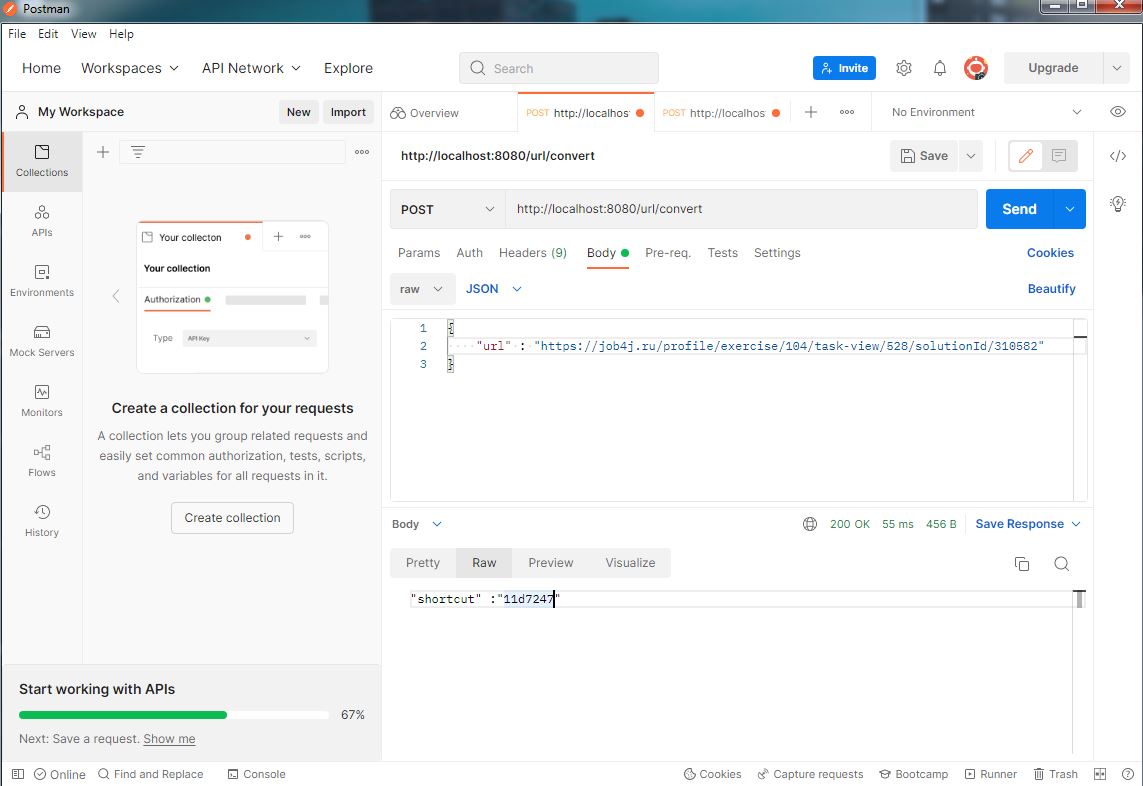 Postman
File Edit View Help
Home Workspaces API Network Explore Search Invite Upgrade
My Workspace New Import
Overview POST http://localhos POST http://localhos No Environment
Collections
APIs
Environments
Mock Servers
Monitors
Flows
History
Your collecton
Your collection
Authorization
Type API Key
Create a collection for your requests
A collection lets you group related requests and
easily set common authorization, tests, scripts,
and variables for all requests in it.
Create collection
Start working with APIs
67%
Next: Save a request. Show me
http://localhost:8080/url/convert Save
POST http://localhost:8080/url/convert Send
Params Auth Headers (9) Body Pre-req. Tests Settings Cookies
raw JSON Beautify
1 {
2 "url" : "https://job4j.ru/profile/exercise/104/task-view/528/solutionId/310582"
3 }
Body 200 OK 55 ms 456 B Save Response
Pretty Raw Preview Visualize
"shortcut" :"11d7247"
Online Find and Replace Console Cookies Capture requests Bootcamp Runner Trash